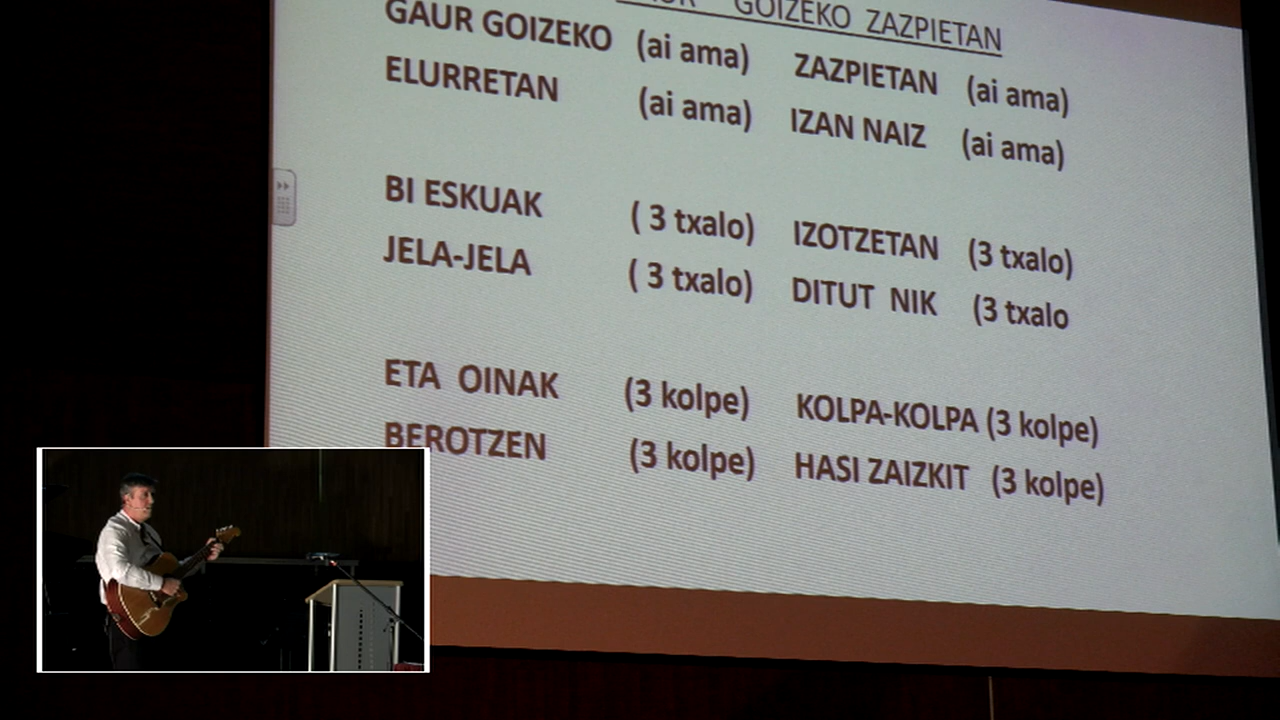 GOIZEKO ZAZPIETAN
GAUR GOIZEKO (ai ama) ZAZPIETAN (ai ama)
ELURRETAN (ai ama) IZAN NAIZ (ai ama)
BI ESKUAK ( 3 txalo) IZOTZETAN (3 txalo)
JELA-JELA ( 3 txalo) DITUT NIK (3 txalo
ETA OINAK (3 kolpe) KOLPA-KOLPA (3 kolpe)
BEROTZEN (3 kolpe) HASI ZAIZKIT (3 kolpe)